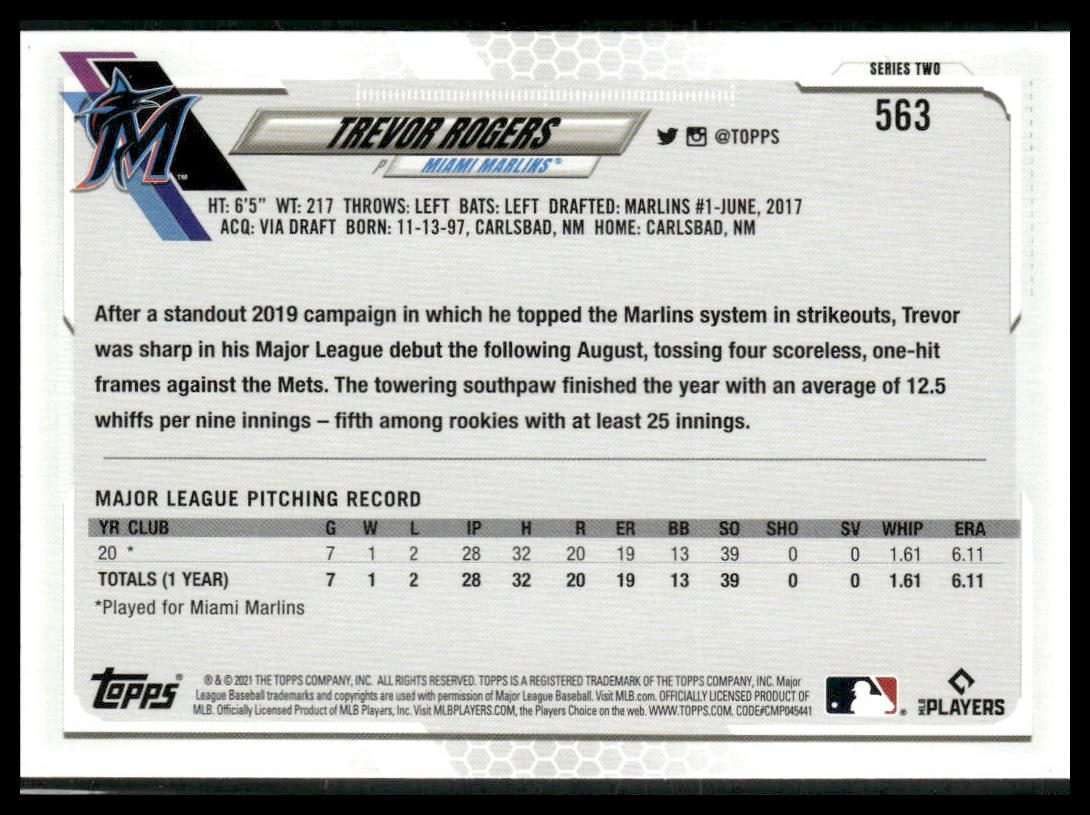 SERIES TWO
563
M
TM
TREVOR ROGERS
@TOPPS
P MIAMI MARLINS®
HT: 6'5" WT: 217 THROWS: LEFT BATS: LEFT DRAFTED: MARLINS #1-JUNE, 2017
ACQ: VIA DRAFT BORN: 11-13-97, CARLSBAD, NM HOME: CARLSBAD, NM
After a standout 2019 campaign in which he topped the Marlins system in strikeouts, Trevor
was sharp in his Major League debut the following August, tossing four scoreless, one-hit
frames against the Mets. The towering southpaw finished the year with an average of 12.5
whiffs per nine innings – fifth among rookies with at least 25 innings.
MAJOR LEAGUE PITCHING RECORD
YR CLUB G W L IP H R ER BB SO SHO SV WHIP ERA
20 * 7 1 2 28 32 20 19 13 39 0 0 1.61 6.11
TOTALS (1 YEAR) 7 1 2 28 32 20 19 13 39 0 0 1.61 6.11
*Played for Miami Marlins
Topps®
® & © 2021 THE TOPPS COMPANY, INC. ALL RIGHTS RESERVED. TOPPS IS A REGISTERED TRADEMARK OF THE TOPPS COMPANY, INC. Major
League Baseball trademarks and copyrights are used with permission of Major League Baseball. Visit MLB.com. OFFICIALLY LICENSED PRODUCT OF
MLB. Officially Licensed Product of MLB Players, Inc. Visit MLBPLAYERS.COM, the Players Choice on the web. WWW.TOPPS.COM. CODE#CMP045441
®
MLB PLAYERS